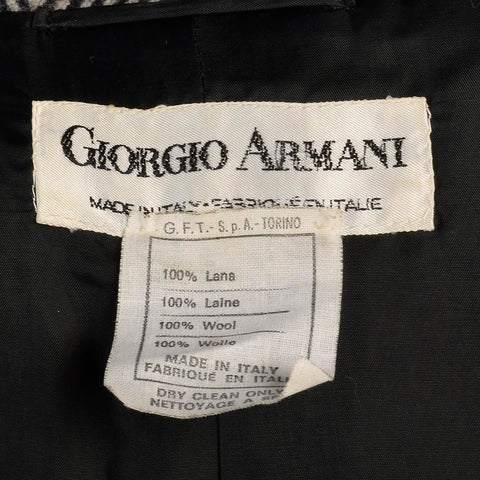 GIORGIO ARMANI
MADE IN ITALY • FABRIQUÉ EN ITALIE
G.F.T. - S.p.A. - TORINO
100% Lana
100% Laine
100% Wool
100% Wolle
MADE IN ITALY
FABRIQUÉ EN ITALI
DRY CLEAN ONLY
NETTOYAGE A